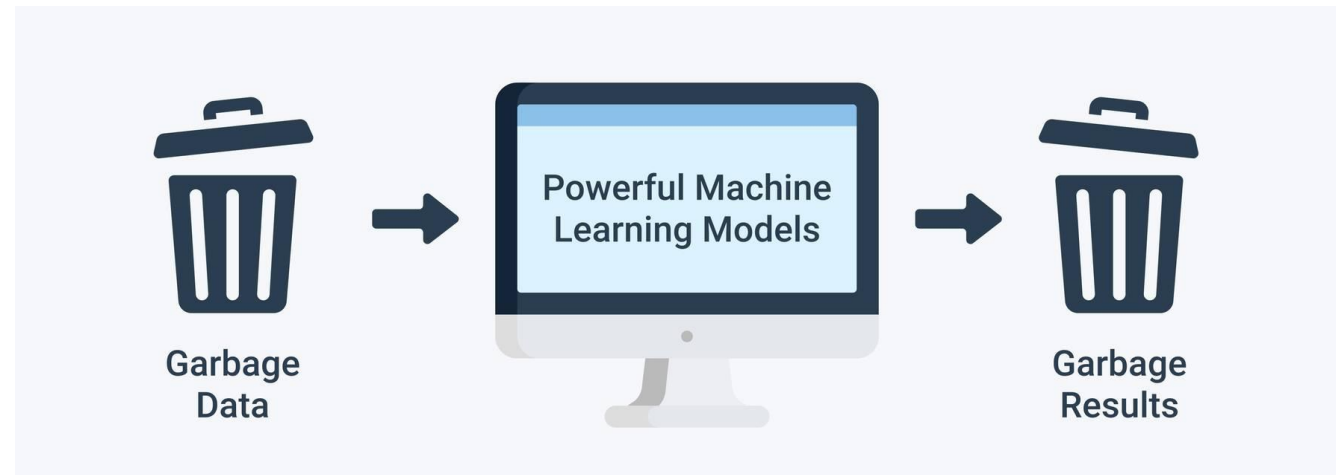 Powerful Machine
Learning Models
Garbage
Data
Garbage
Results